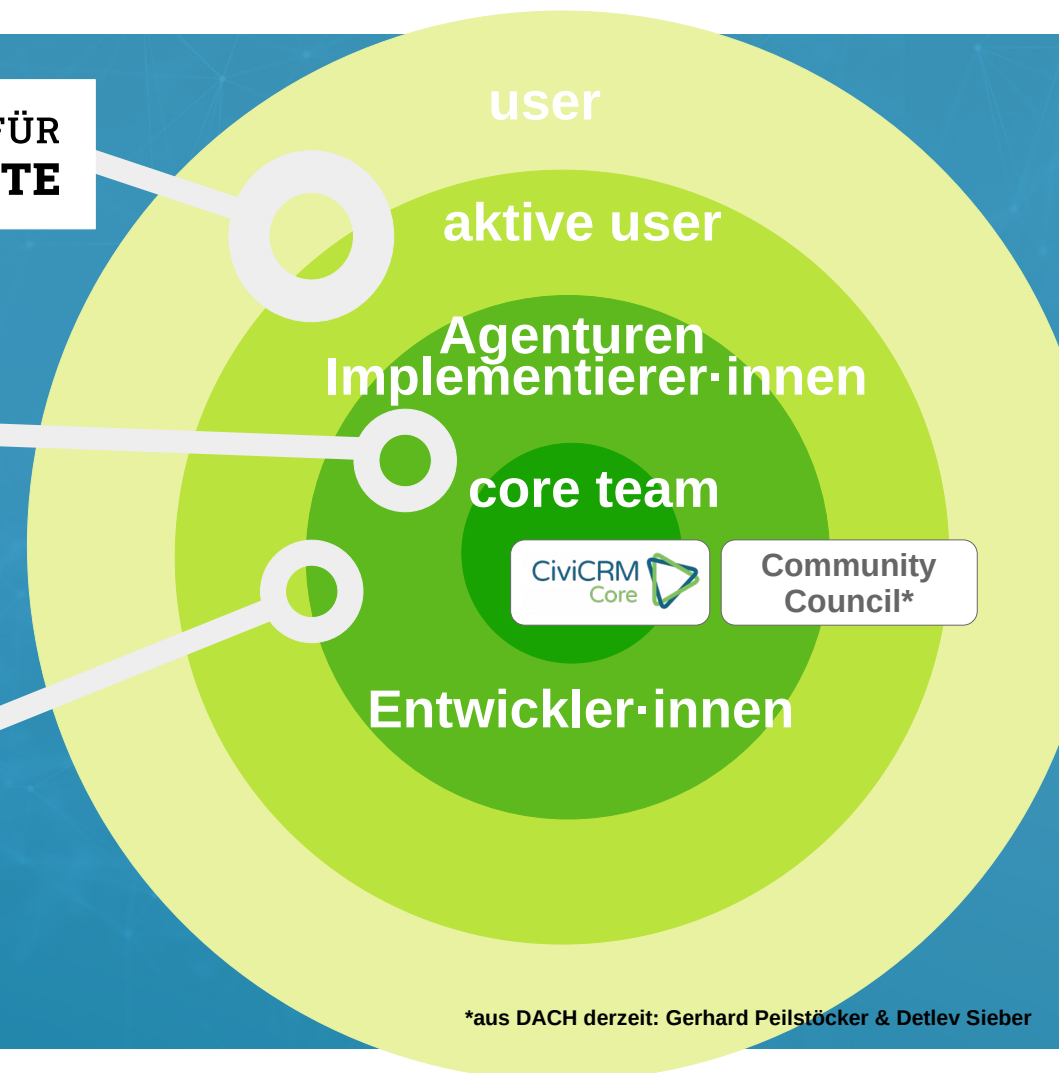 user
FÜR
TE
aktive user
Agenturen
Implementierer·innen
core team
CiviCRM
Core
Community
Council*
Entwickler·innen
*aus DACH derzeit: Gerhard Peilstöcker & Detlev Sieber